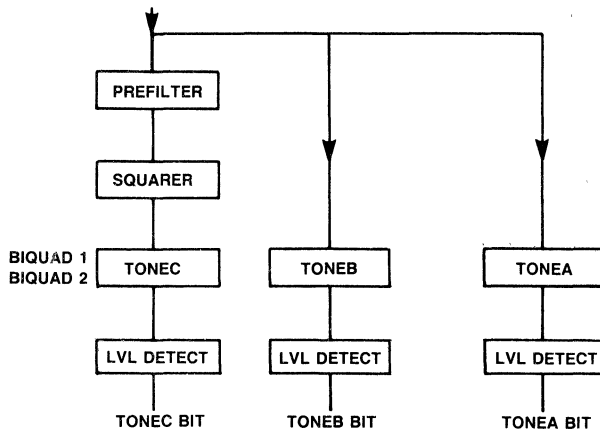 PREFILTER
SQUARER
BIQUAD 1
BIQUAD 2
TONEC
TONEB
TONEA
LVL DETECT
LVL DETECT
LVL DETECT
TONEC BIT
TONEB BIT
TONEA BIT